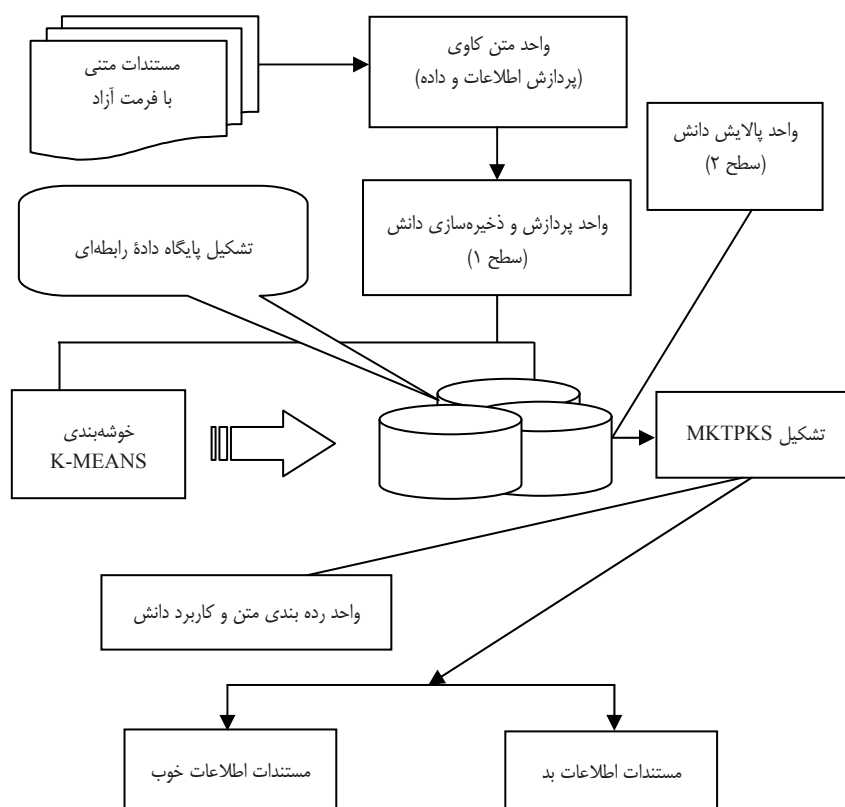 مستندات متنی
با فرمت آزاد
واحد متن کاوی
(پردازش اطلاعات و داده)
واحد پالایش دانش
(سطح ۲)
واحد پردازش و ذخیره‌سازی دانش
(سطح ۱)
تشکیل پایگاه دادۀ رابطه‌ای
خوشه‌بندی
K-MEANS
تشکیل MKTPKS
واحد رده بندی متن و کاربرد دانش
مستندات اطلاعات خوب
مستندات اطلاعات بد